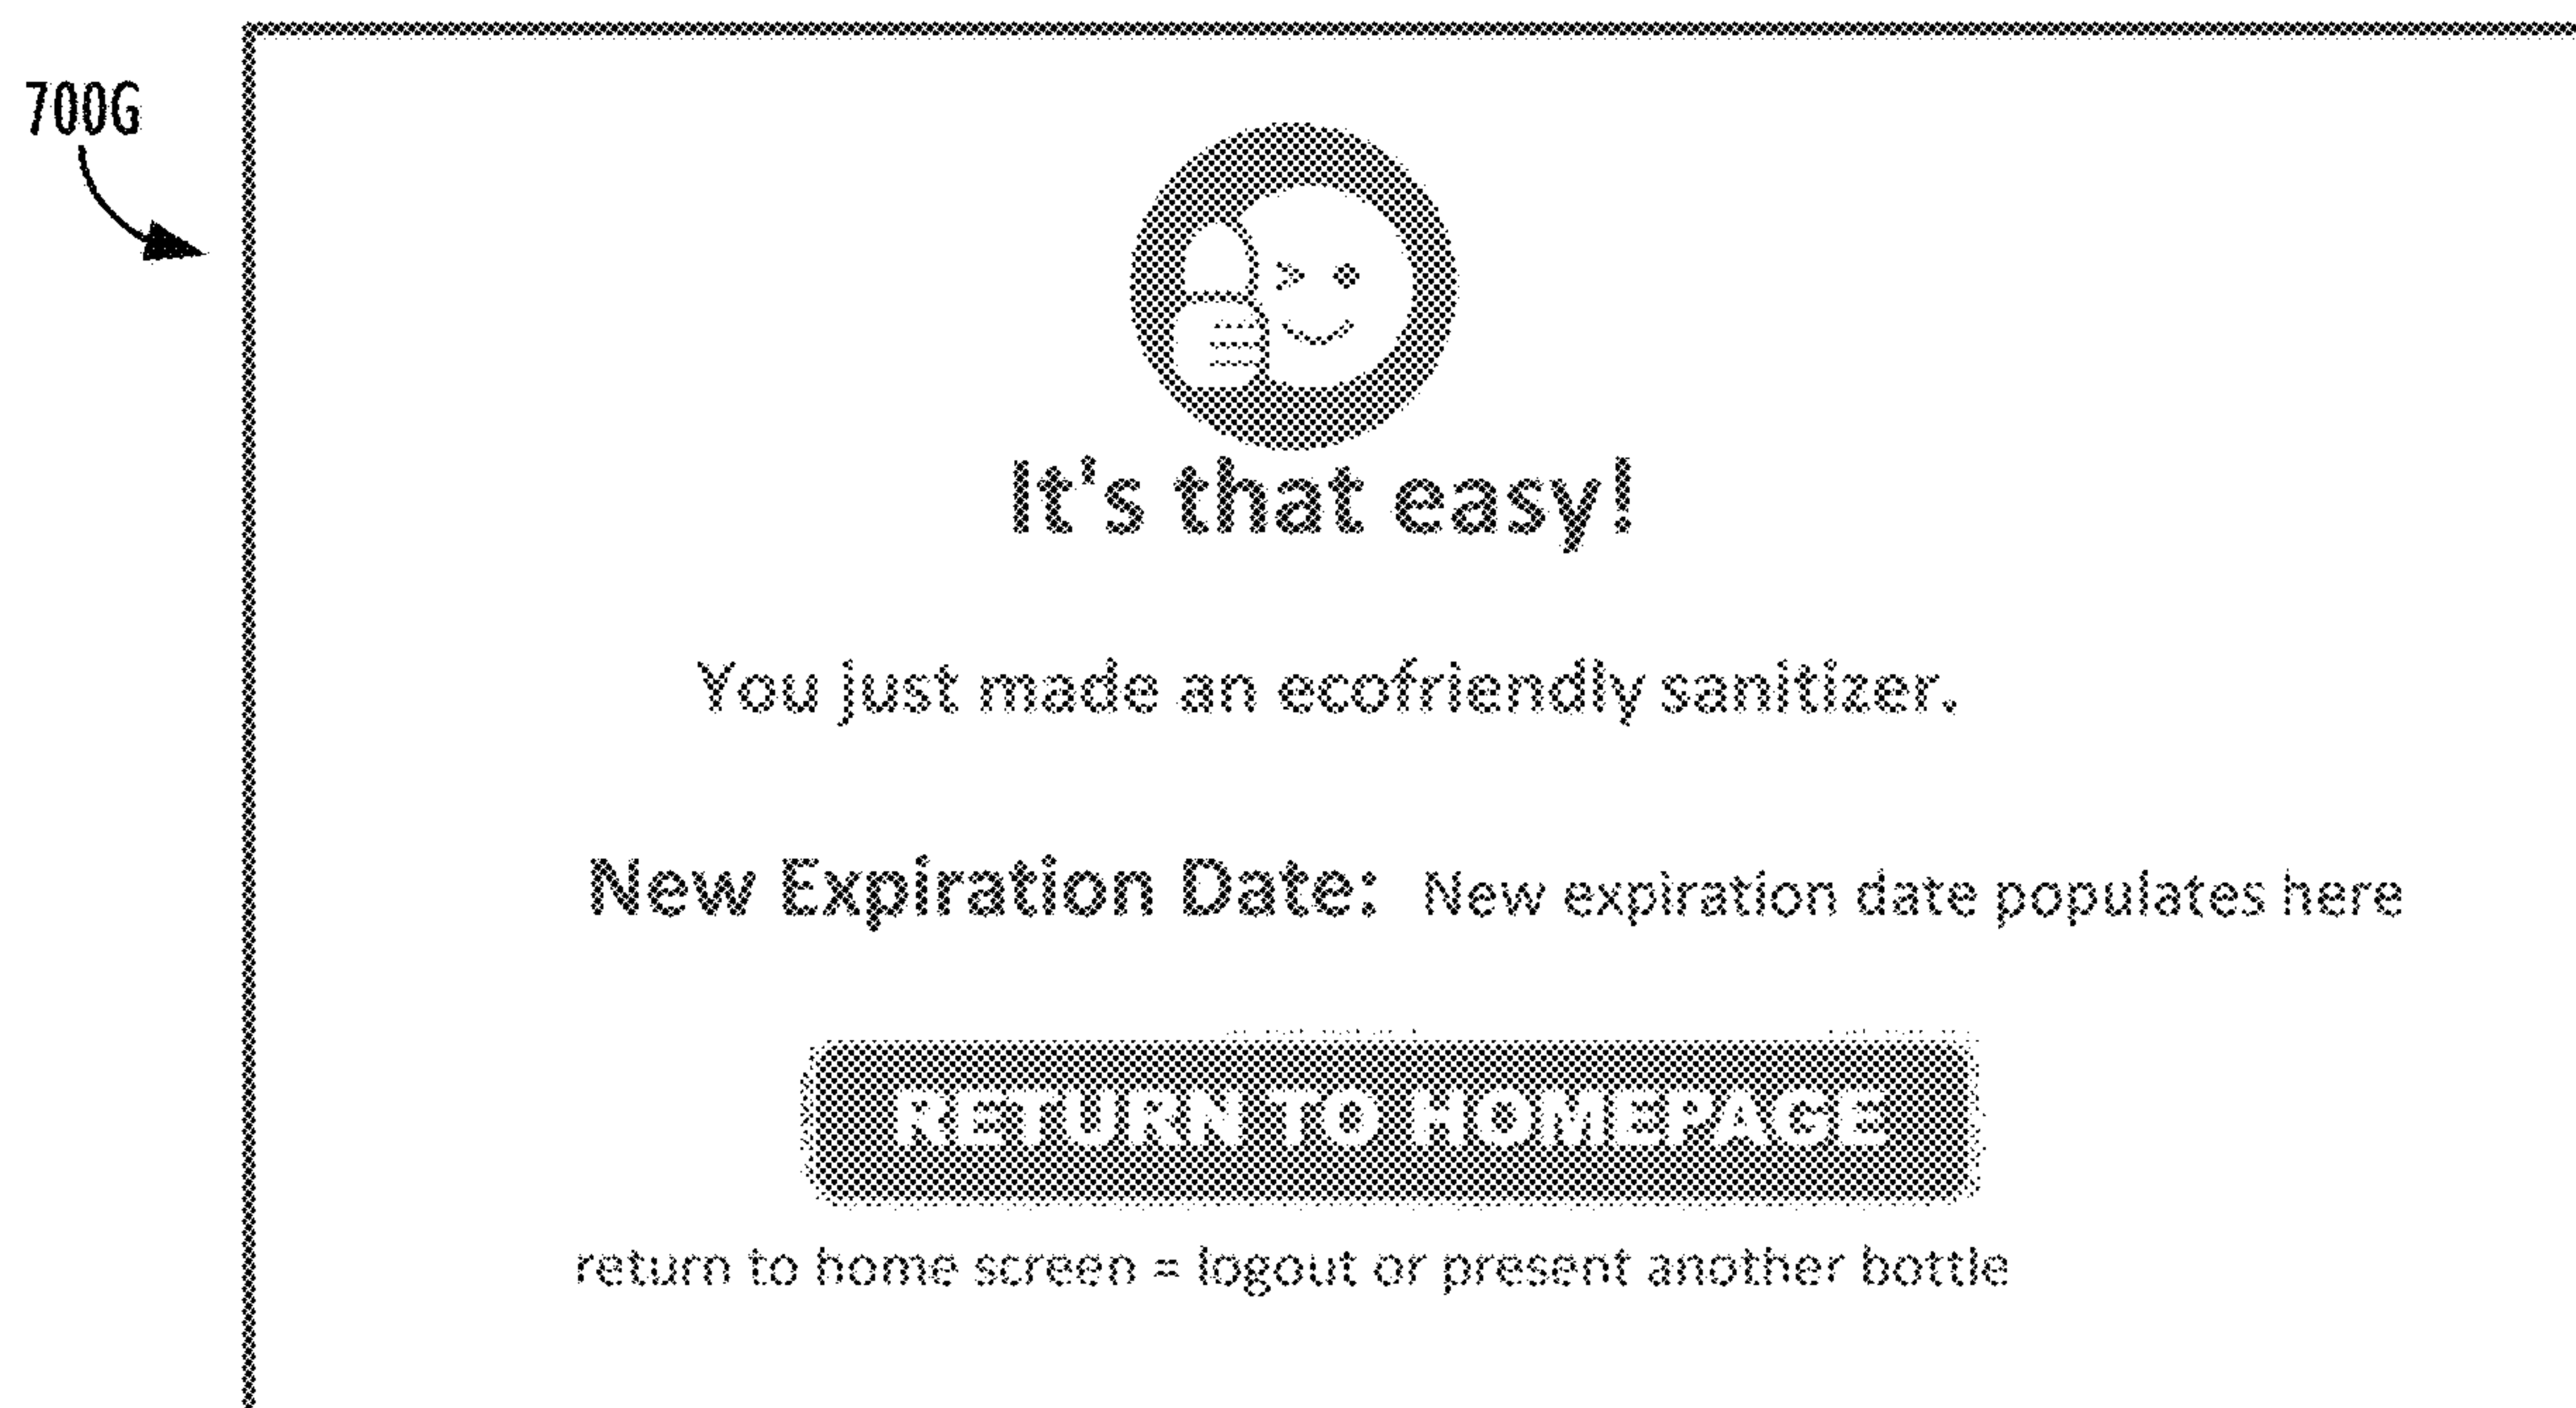 700G
It's that easy!
You just made an ecofriendly sanitizer.
New Expiration Date: New expiration date populates here
RETURN TO HOMEPAGE
return to home screen = logout or present another bottle